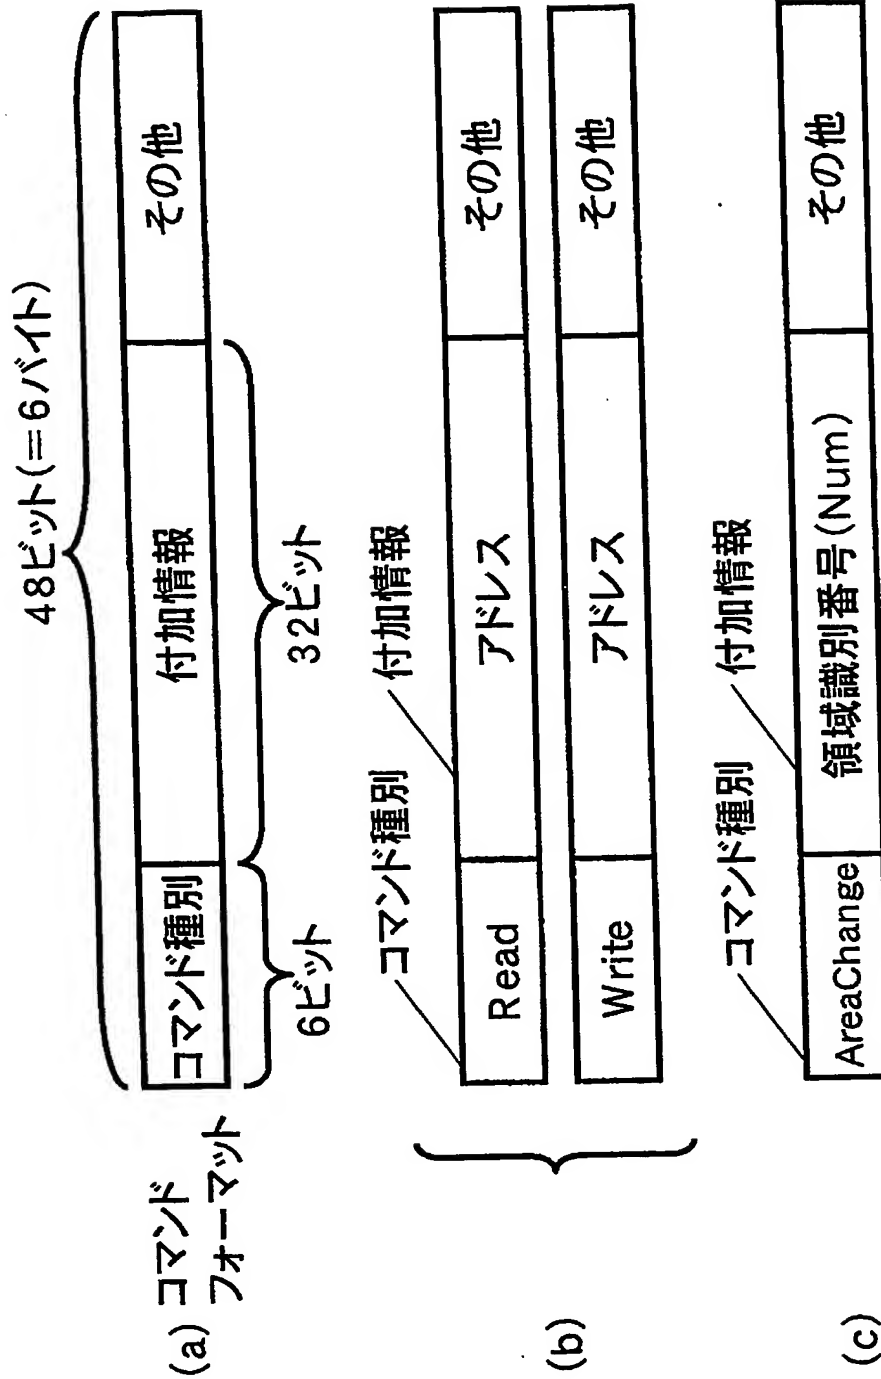 48ビット(=6バイト)
(a) コマンド
フォーマット
コマンド種別 付加情報 その他
6ビット 32ビット
コマンド種別 付加情報
(b)
Read アドレス その他
Write アドレス その他
コマンド種別 付加情報
(c)
AreaChange 領域識別番号(Num) その他